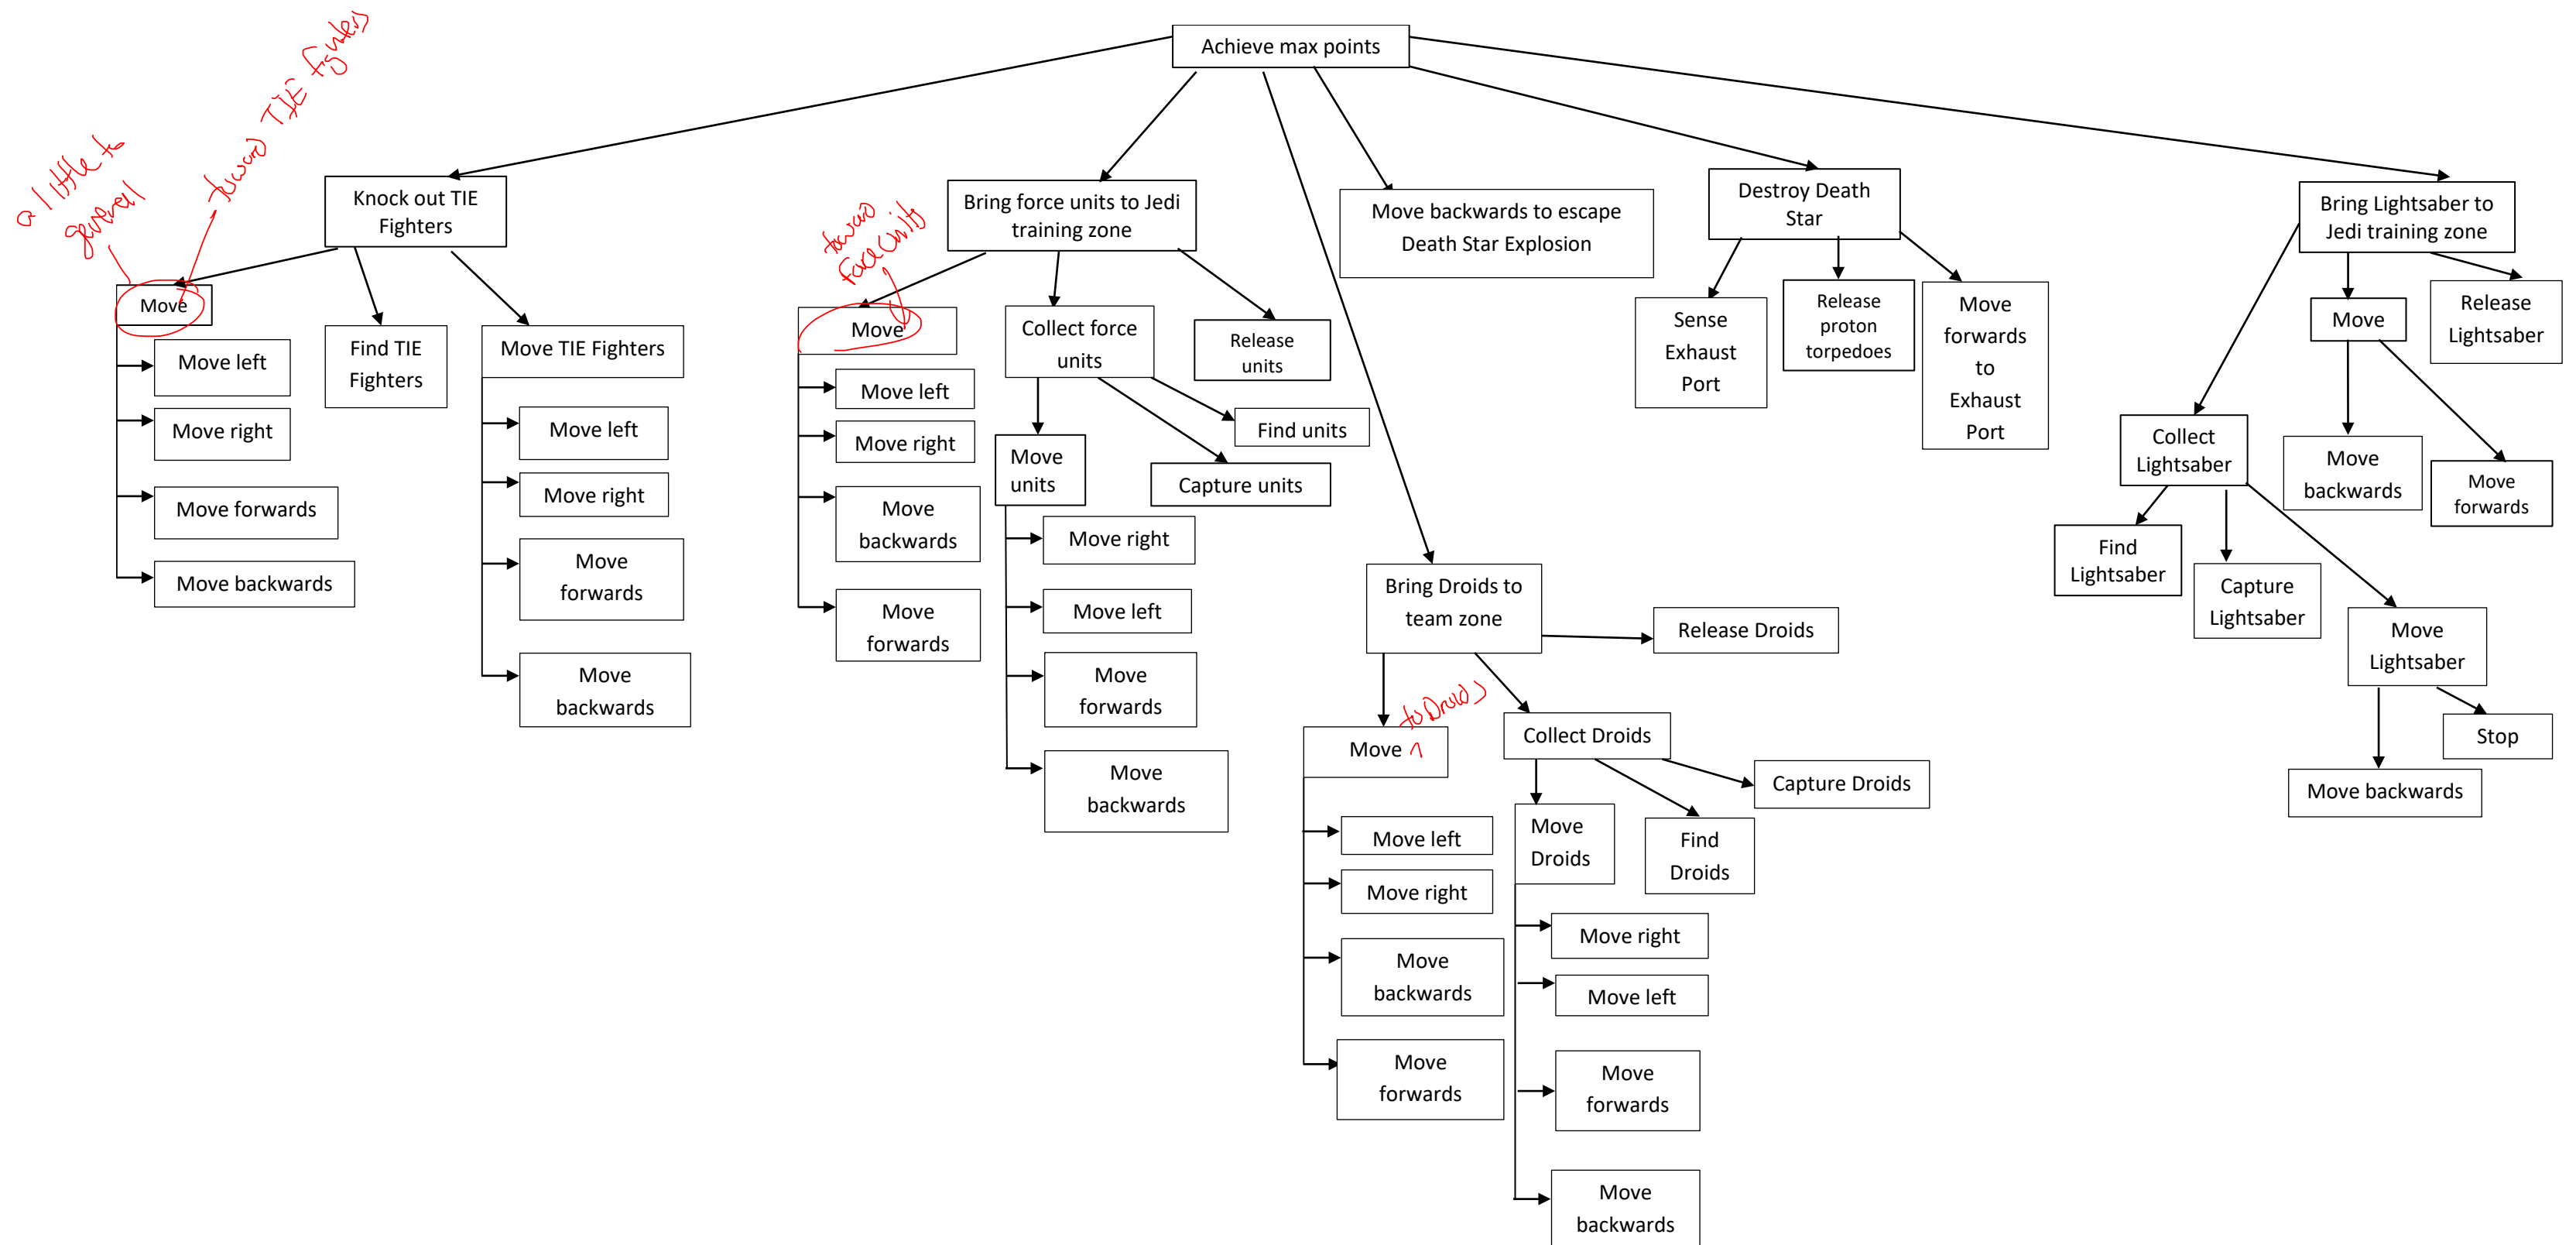 Achieve max points
a little to
general
toward TIE fighters
Knock out TIE
Fighters
Move
Move left
Move right
Move forwards
Move backwards
Find TIE
Fighters
Move TIE Fighters
Move left
Move right
Move
forwards
Move
backwards
Bring force units to Jedi
training zone
toward
force units
Move
Move left
Move right
Move
backwards
Move
forwards
Collect force
units
Move
units
Move right
Move left
Move
forwards
Move
backwards
Capture units
Find units
Release
units
Move backwards to escape
Death Star Explosion
Bring Droids to
team zone
Move
to Droids
Move left
Move right
Move
backwards
Move
forwards
Collect Droids
Move
Droids
Move right
Move left
Move
forwards
Move
backwards
Find
Droids
Capture Droids
Release Droids
Destroy Death
Star
Sense
Exhaust
Port
Release
proton
torpedoes
Move
forwards
to
Exhaust
Port
Bring Lightsaber to
Jedi training zone
Collect
Lightsaber
Find
Lightsaber
Capture
Lightsaber
Move
Lightsaber
Move backwards
Stop
Move
Move
backwards
Move
forwards
Release
Lightsaber